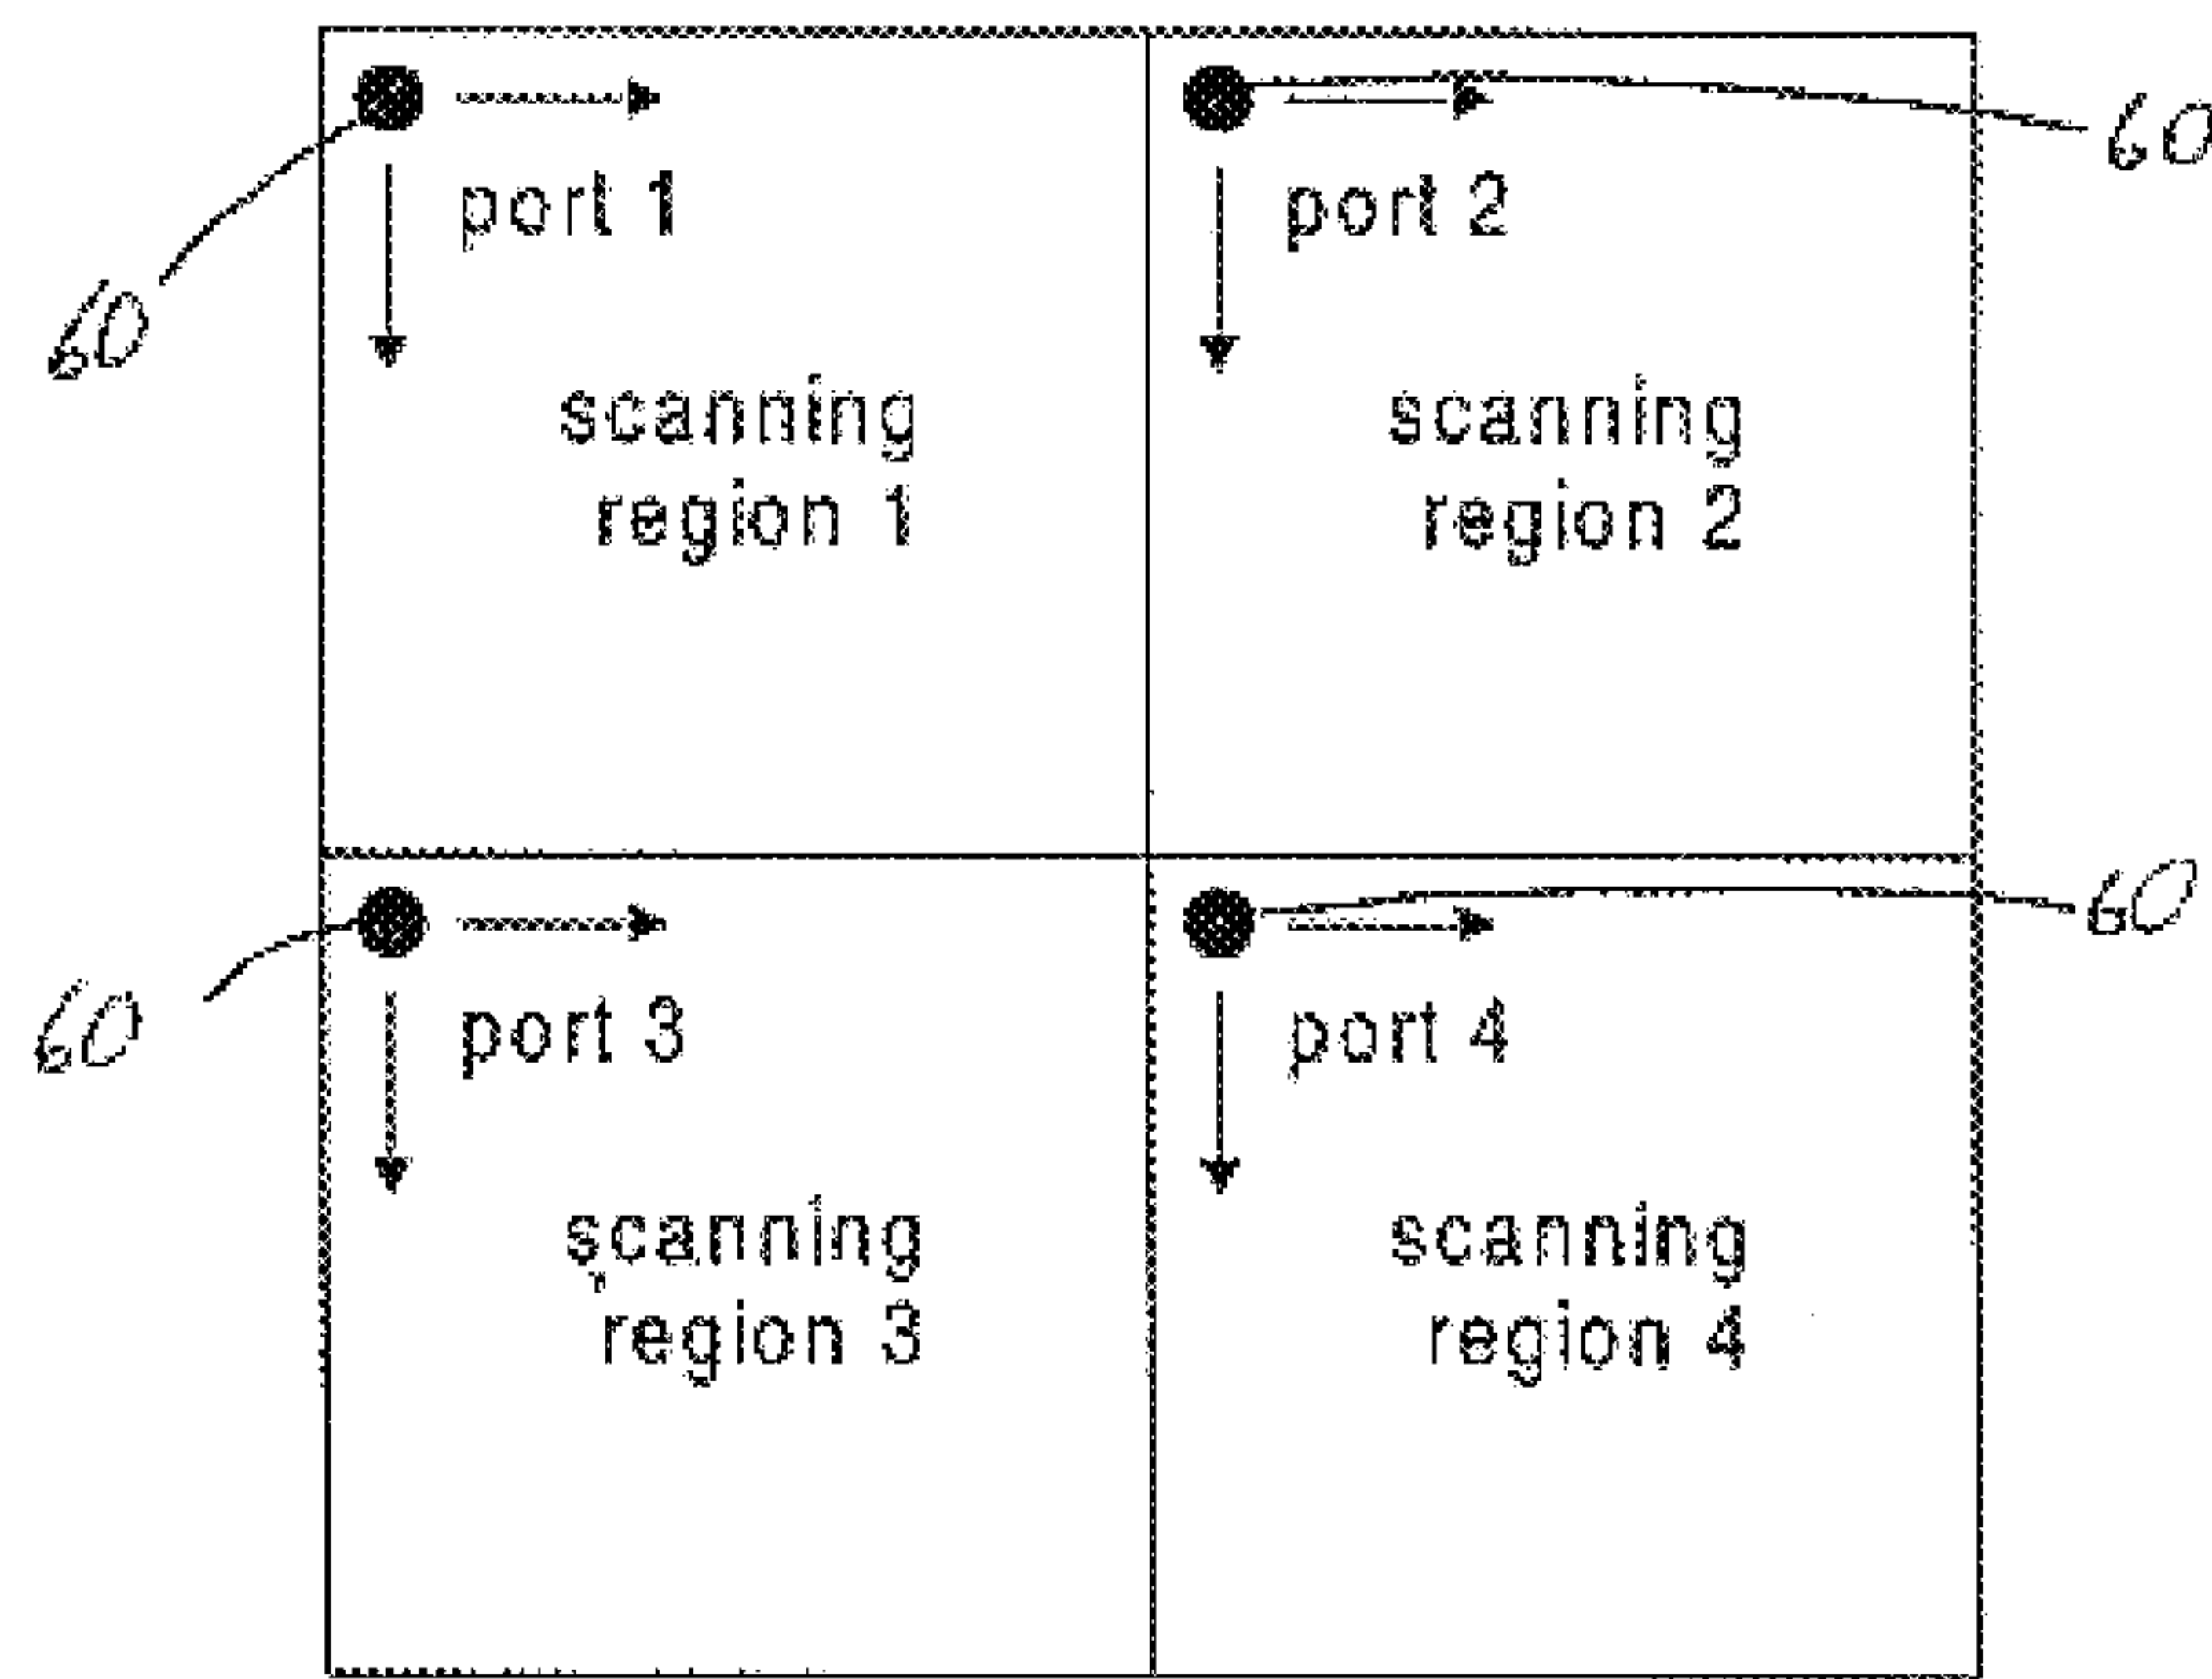 port 1
port 2
60
60
scanning
region 1
scanning
region 2
port 3
port 4
60
60
scanning
region 3
scanning
region 4